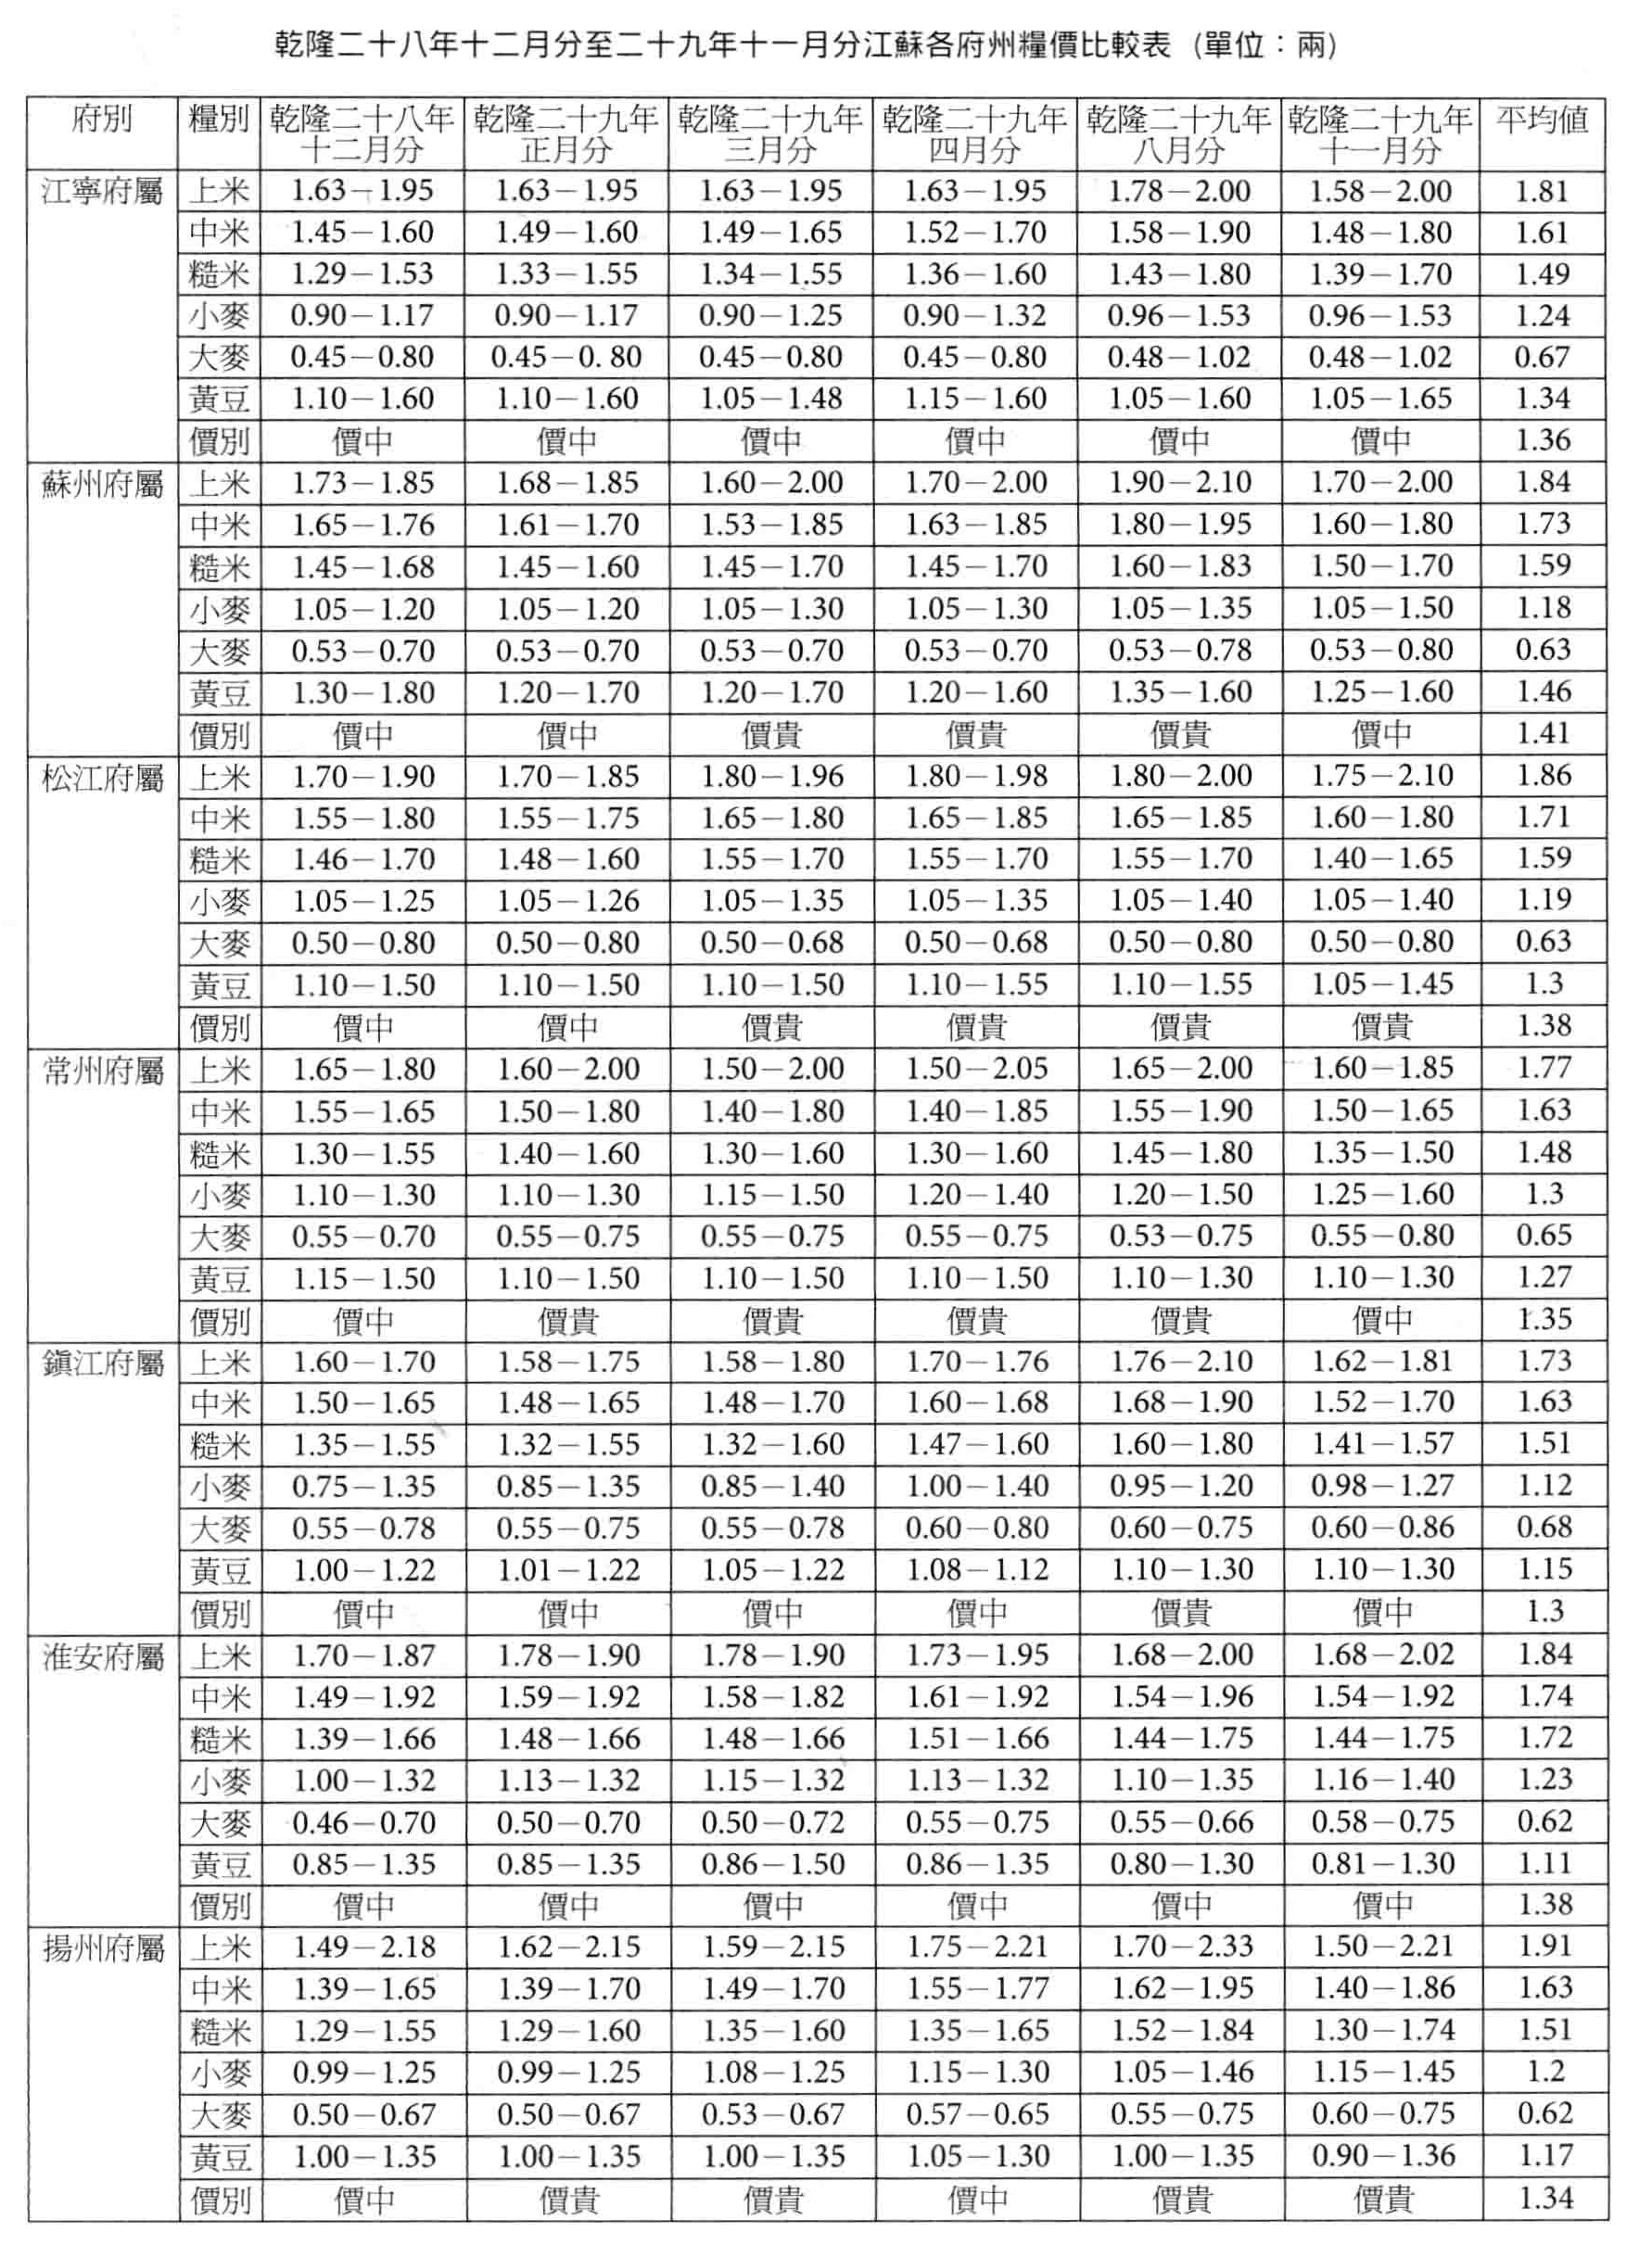 乾隆二十八年十二月分至二十九年十一月分江蘇各府州糧價比較表（單位：兩）
府別 糧別 乾隆二十八年十二月分 乾隆二十九年正月分 乾隆二十九年三月分 乾隆二十九年四月分 乾隆二十九年八月分 乾隆二十九年十一月分 平均值
江寧府屬 上米 1.63－1.95 1.63－1.95 1.63－1.95 1.63－1.95 1.78－2.00 1.58－2.00 1.81
中米 1.45－1.60 1.49－1.60 1.49－1.65 1.52－1.70 1.58－1.90 1.48－1.80 1.61
糙米 1.29－1.53 1.33－1.55 1.34－1.55 1.36－1.60 1.43－1.80 1.39－1.70 1.49
小麥 0.90－1.17 0.90－1.17 0.90－1.25 0.90－1.32 0.96－1.53 0.96－1.53 1.24
大麥 0.45－0.80 0.45－0.80 0.45－0.80 0.45－0.80 0.48－1.02 0.48－1.02 0.67
黃豆 1.10－1.60 1.10－1.60 1.05－1.48 1.15－1.60 1.05－1.60 1.05－1.65 1.34
價別 價中 價中 價中 價中 價中 價中 1.36
蘇州府屬 上米 1.73－1.85 1.68－1.85 1.60－2.00 1.70－2.00 1.90－2.10 1.70－2.00 1.84
中米 1.65－1.76 1.61－1.70 1.53－1.85 1.63－1.85 1.80－1.95 1.60－1.80 1.73
糙米 1.45－1.68 1.45－1.60 1.45－1.70 1.45－1.70 1.60－1.83 1.50－1.70 1.59
小麥 1.05－1.20 1.05－1.20 1.05－1.30 1.05－1.30 1.05－1.35 1.05－1.50 1.18
大麥 0.53－0.70 0.53－0.70 0.53－0.70 0.53－0.70 0.53－0.78 0.53－0.80 0.63
黃豆 1.30－1.80 1.20－1.70 1.20－1.70 1.20－1.60 1.35－1.60 1.25－1.60 1.46
價別 價中 價中 價貴 價貴 價貴 價中 1.41
松江府屬 上米 1.70－1.90 1.70－1.85 1.80－1.96 1.80－1.98 1.80－2.00 1.75－2.10 1.86
中米 1.55－1.80 1.55－1.75 1.65－1.80 1.65－1.85 1.65－1.85 1.60－1.80 1.71
糙米 1.46－1.70 1.48－1.60 1.55－1.70 1.55－1.70 1.55－1.70 1.40－1.65 1.59
小麥 1.05－1.25 1.05－1.26 1.05－1.35 1.05－1.35 1.05－1.40 1.05－1.40 1.19
大麥 0.50－0.80 0.50－0.80 0.50－0.68 0.50－0.68 0.50－0.80 0.50－0.80 0.63
黃豆 1.10－1.50 1.10－1.50 1.10－1.50 1.10－1.55 1.10－1.55 1.05－1.45 1.3
價別 價中 價中 價貴 價貴 價貴 價貴 1.38
常州府屬 上米 1.65－1.80 1.60－2.00 1.50－2.00 1.50－2.05 1.65－2.00 1.60－1.85 1.77
中米 1.55－1.65 1.50－1.80 1.40－1.80 1.40－1.85 1.55－1.90 1.50－1.65 1.63
糙米 1.30－1.55 1.40－1.60 1.30－1.60 1.30－1.60 1.45－1.80 1.35－1.50 1.48
小麥 1.10－1.30 1.10－1.30 1.15－1.50 1.20－1.40 1.20－1.50 1.25－1.60 1.3
大麥 0.55－0.70 0.55－0.75 0.55－0.75 0.55－0.75 0.53－0.75 0.55－0.80 0.65
黃豆 1.15－1.50 1.10－1.50 1.10－1.50 1.10－1.50 1.10－1.30 1.10－1.30 1.27
價別 價中 價貴 價貴 價貴 價貴 價中 1.35
鎮江府屬 上米 1.60－1.70 1.58－1.75 1.58－1.80 1.70－1.76 1.76－2.10 1.62－1.81 1.73
中米 1.50－1.65 1.48－1.65 1.48－1.70 1.60－1.68 1.68－1.90 1.52－1.70 1.63
糙米 1.35－1.55 1.32－1.55 1.32－1.60 1.47－1.60 1.60－1.80 1.41－1.57 1.51
小麥 0.75－1.35 0.85－1.35 0.85－1.40 1.00－1.40 0.95－1.20 0.98－1.27 1.12
大麥 0.55－0.78 0.55－0.75 0.55－0.78 0.60－0.80 0.60－0.75 0.60－0.86 0.68
黃豆 1.00－1.22 1.01－1.22 1.05－1.22 1.08－1.12 1.10－1.30 1.10－1.30 1.15
價別 價中 價中 價中 價中 價貴 價中 1.3
淮安府屬 上米 1.70－1.87 1.78－1.90 1.78－1.90 1.73－1.95 1.68－2.00 1.68－2.02 1.84
中米 1.49－1.92 1.59－1.92 1.58－1.82 1.61－1.92 1.54－1.96 1.54－1.92 1.74
糙米 1.39－1.66 1.48－1.66 1.48－1.66 1.51－1.66 1.44－1.75 1.44－1.75 1.72
小麥 1.00－1.32 1.13－1.32 1.15－1.32 1.13－1.32 1.10－1.35 1.16－1.40 1.23
大麥 0.46－0.70 0.50－0.70 0.50－0.72 0.55－0.75 0.55－0.66 0.58－0.75 0.62
黃豆 0.85－1.35 0.85－1.35 0.86－1.50 0.86－1.35 0.80－1.30 0.81－1.30 1.11
價別 價中 價中 價中 價中 價中 價中 1.38
揚州府屬 上米 1.49－2.18 1.62－2.15 1.59－2.15 1.75－2.21 1.70－2.33 1.50－2.21 1.91
中米 1.39－1.65 1.39－1.70 1.49－1.70 1.55－1.77 1.62－1.95 1.40－1.86 1.63
糙米 1.29－1.55 1.29－1.60 1.35－1.60 1.35－1.65 1.52－1.84 1.30－1.74 1.51
小麥 0.99－1.25 0.99－1.25 1.08－1.25 1.15－1.30 1.05－1.46 1.15－1.45 1.2
大麥 0.50－0.67 0.50－0.67 0.53－0.67 0.57－0.65 0.55－0.75 0.60－0.75 0.62
黃豆 1.00－1.35 1.00－1.35 1.00－1.35 1.05－1.30 1.00－1.35 0.90－1.36 1.17
價別 價中 價貴 價貴 價中 價貴 價貴 1.34